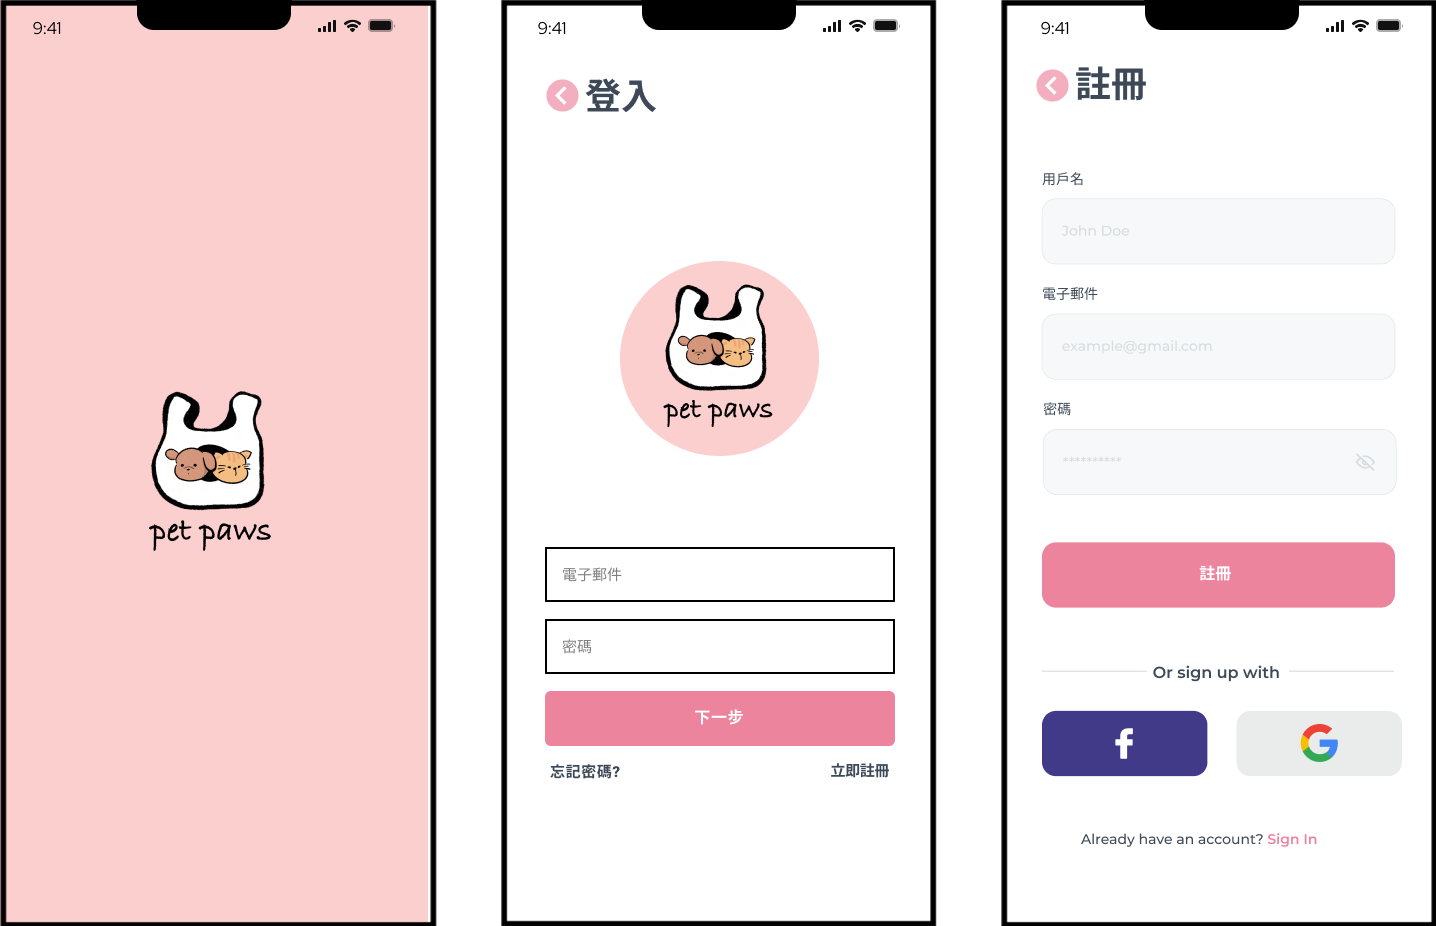 9:41
pet paws
9:41
登入
pet paws
電子郵件
密碼
下一步
忘記密碼?
立即註冊
9:41
註冊
用戶名
John Doe
電子郵件
example@gmail.com
密碼
**********
註冊
Or sign up with
f
G
Already have an account? Sign In